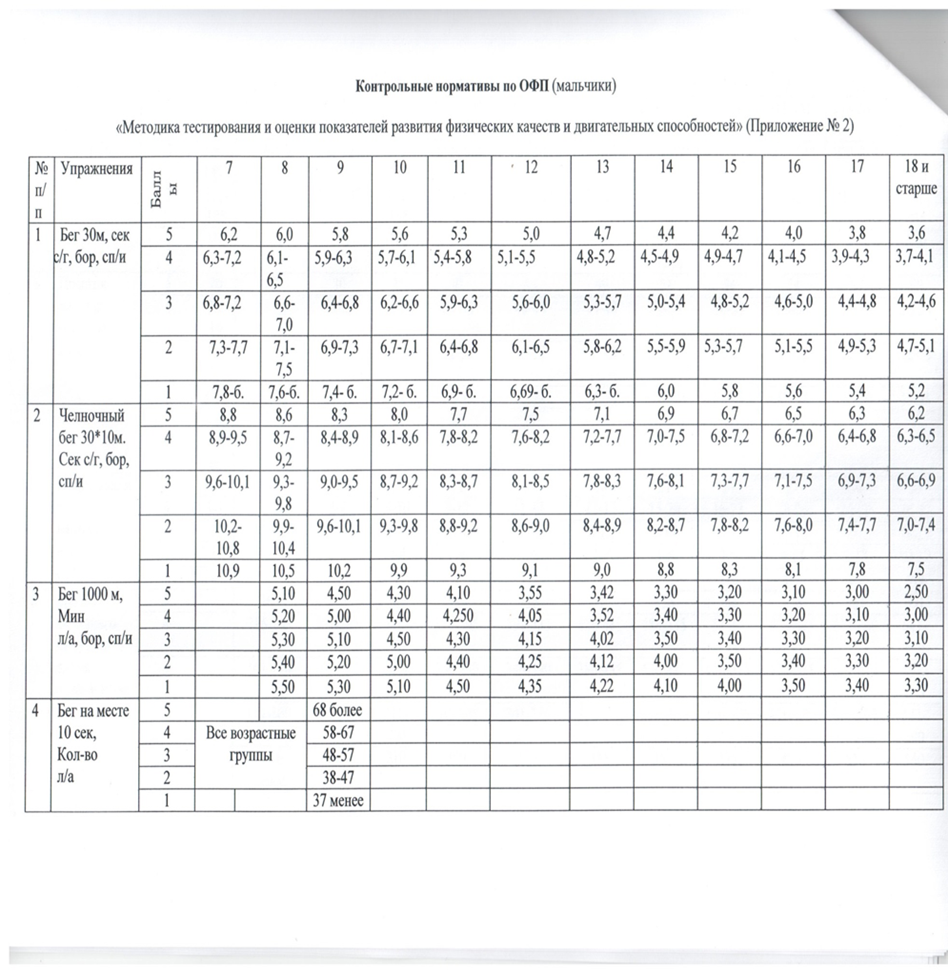 Контрольные нормативы по ОФП (мальчики)
«Методика тестирования и оценки показателей развития физических качеств и двигательных способностей» (Приложение № 2)
№ п/п Упражнения Баллы 7 8 9 10 11 12 13 14 15 16 17 18 и старше
1 Бег 30м, сек 5 6,2 6,0 5,8 5,6 5,3 5,0 4,7 4,4 4,2 4,0 3,8 3,6
с/г, бор, сп/и 4 6,3-7,2 6,1-6,5 5,9-6,3 5,7-6,1 5,4-5,8 5,1-5,5 4,8-5,2 4,5-4,9 4,9-4,7 4,1-4,5 3,9-4,3 3,7-4,1
3 6,8-7,2 6,6-7,0 6,4-6,8 6,2-6,6 5,9-6,3 5,6-6,0 5,3-5,7 5,0-5,4 4,8-5,2 4,6-5,0 4,4-4,8 4,2-4,6
2 7,3-7,7 7,1-7,5 6,9-7,3 6,7-7,1 6,4-6,8 6,1-6,5 5,8-6,2 5,5-5,9 5,3-5,7 5,1-5,5 4,9-5,3 4,7-5,1
1 7,8-б. 7,6-б. 7,4- б. 7,2- б. 6,9- б. 6,69- б. 6,3- б. 6,0 5,8 5,6 5,4 5,2
2 Челночный 5 8,8 8,6 8,3 8,0 7,7 7,5 7,1 6,9 6,7 6,5 6,3 6,2
бег 30*10м. 4 8,9-9,5 8,7-9,2 8,4-8,9 8,1-8,6 7,8-8,2 7,6-8,2 7,2-7,7 7,0-7,5 6,8-7,2 6,6-7,0 6,4-6,8 6,3-6,5
Сек с/г, бор,
сп/и 3 9,6-10,1 9,3-9,8 9,0-9,5 8,7-9,2 8,3-8,7 8,1-8,5 7,8-8,3 7,6-8,1 7,3-7,7 7,1-7,5 6,9-7,3 6,6-6,9
2 10,2-10,8 9,9-10,4 9,6-10,1 9,3-9,8 8,8-9,2 8,6-9,0 8,4-8,9 8,2-8,7 7,8-8,2 7,6-8,0 7,4-7,7 7,0-7,4
1 10,9 10,5 10,2 9,9 9,3 9,1 9,0 8,8 8,3 8,1 7,8 7,5
3 Бег 1000 м, 5 5,10 4,50 4,30 4,10 3,55 3,42 3,30 3,20 3,10 3,00 2,50
Мин 4 5,20 5,00 4,40 4,250 4,05 3,52 3,40 3,30 3,20 3,10 3,00
л/а, бор, сп/и 3 5,30 5,10 4,50 4,30 4,15 4,02 3,50 3,40 3,30 3,20 3,10
2 5,40 5,20 5,00 4,40 4,25 4,12 4,00 3,50 3,40 3,30 3,20
1 5,50 5,30 5,10 4,50 4,35 4,22 4,10 4,00 3,50 3,40 3,30
4 Бег на месте 5 68 более
10 сec, 4 Все возрастные 58-67
Кол-во 3 группы 48-57
л/а 2 38-47
1 37 менее